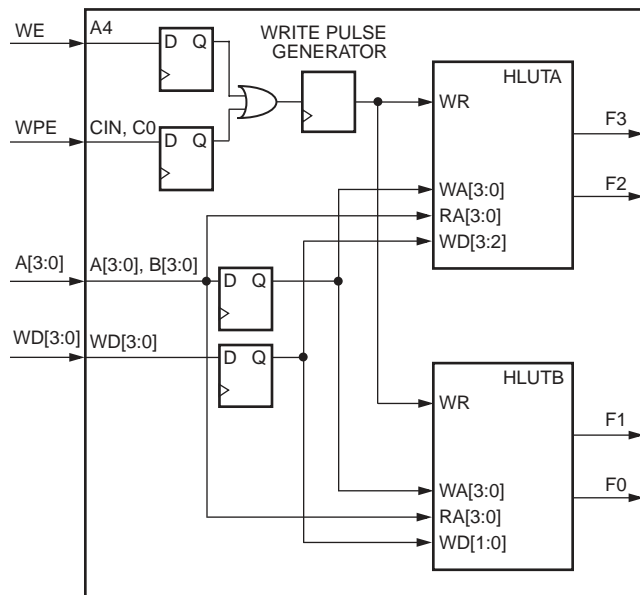 WE
A4
D Q
WRITE PULSE
GENERATOR
HLUTA
WR
F3
WPE
CIN, C0
D Q
F2
WA[3:0]
RA[3:0]
WD[3:2]
A[3:0]
A[3:0], B[3:0]
D Q
WD[3:0]
WD[3:0]
D Q
HLUTB
WR
F1
WA[3:0]
F0
RA[3:0]
WD[1:0]